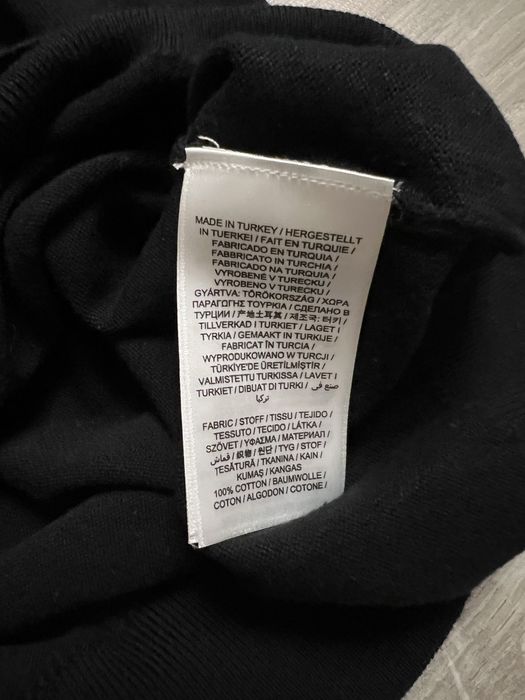 MADE IN TURKEY / HERGESTELLT
IN TUERKEI / FAIT EN TURQUIE /
FABRICADO EN TURQUIA /
FABBRICATO IN TURCHIA /
FABRICADO NA TURQUIA /
VYROBENÉ V TURECKU /
VYROBENO V TURECKU /
GYÁRTVA: TÖRÖKORSZÁG / ΧΩΡΑ
ΠΑΡΑΓΩΓΗΣ ΤΟΥΡΚΙΑ / СДЕЛАНО В
ТУРЦИИ / 产地土耳其 / 제조국: 터키 /
TILLVERKAD I TURKIET / LAGET I
TYRKIA / GEMAAKT IN TURKIJE /
FABRICAT ÎN TURCIA /
WYPRODUKOWANO W TURCJI /
TÜRKİYE'DE ÜRETİLMİŞTİR /
VALMISTETTU TURKISSA / LAVET I
TURKIET / DIBUAT DI TURKI / صنع في
تركيا
FABRIC / STOFF / TISSU / TEJIDO /
TESSUTO / TECIDO / LÁTKA /
SZÖVET / ΥΦΑΣΜΑ / МАТЕРИАЛ /
قماش / 织物 / 원단 / TYG / STOF /
ȚESĂTURĂ / TKANINA / KAIN /
KUMAŞ / KANGAS
100% COTTON / BAUMWOLLE /
COTON / ALGODON / COTONE /